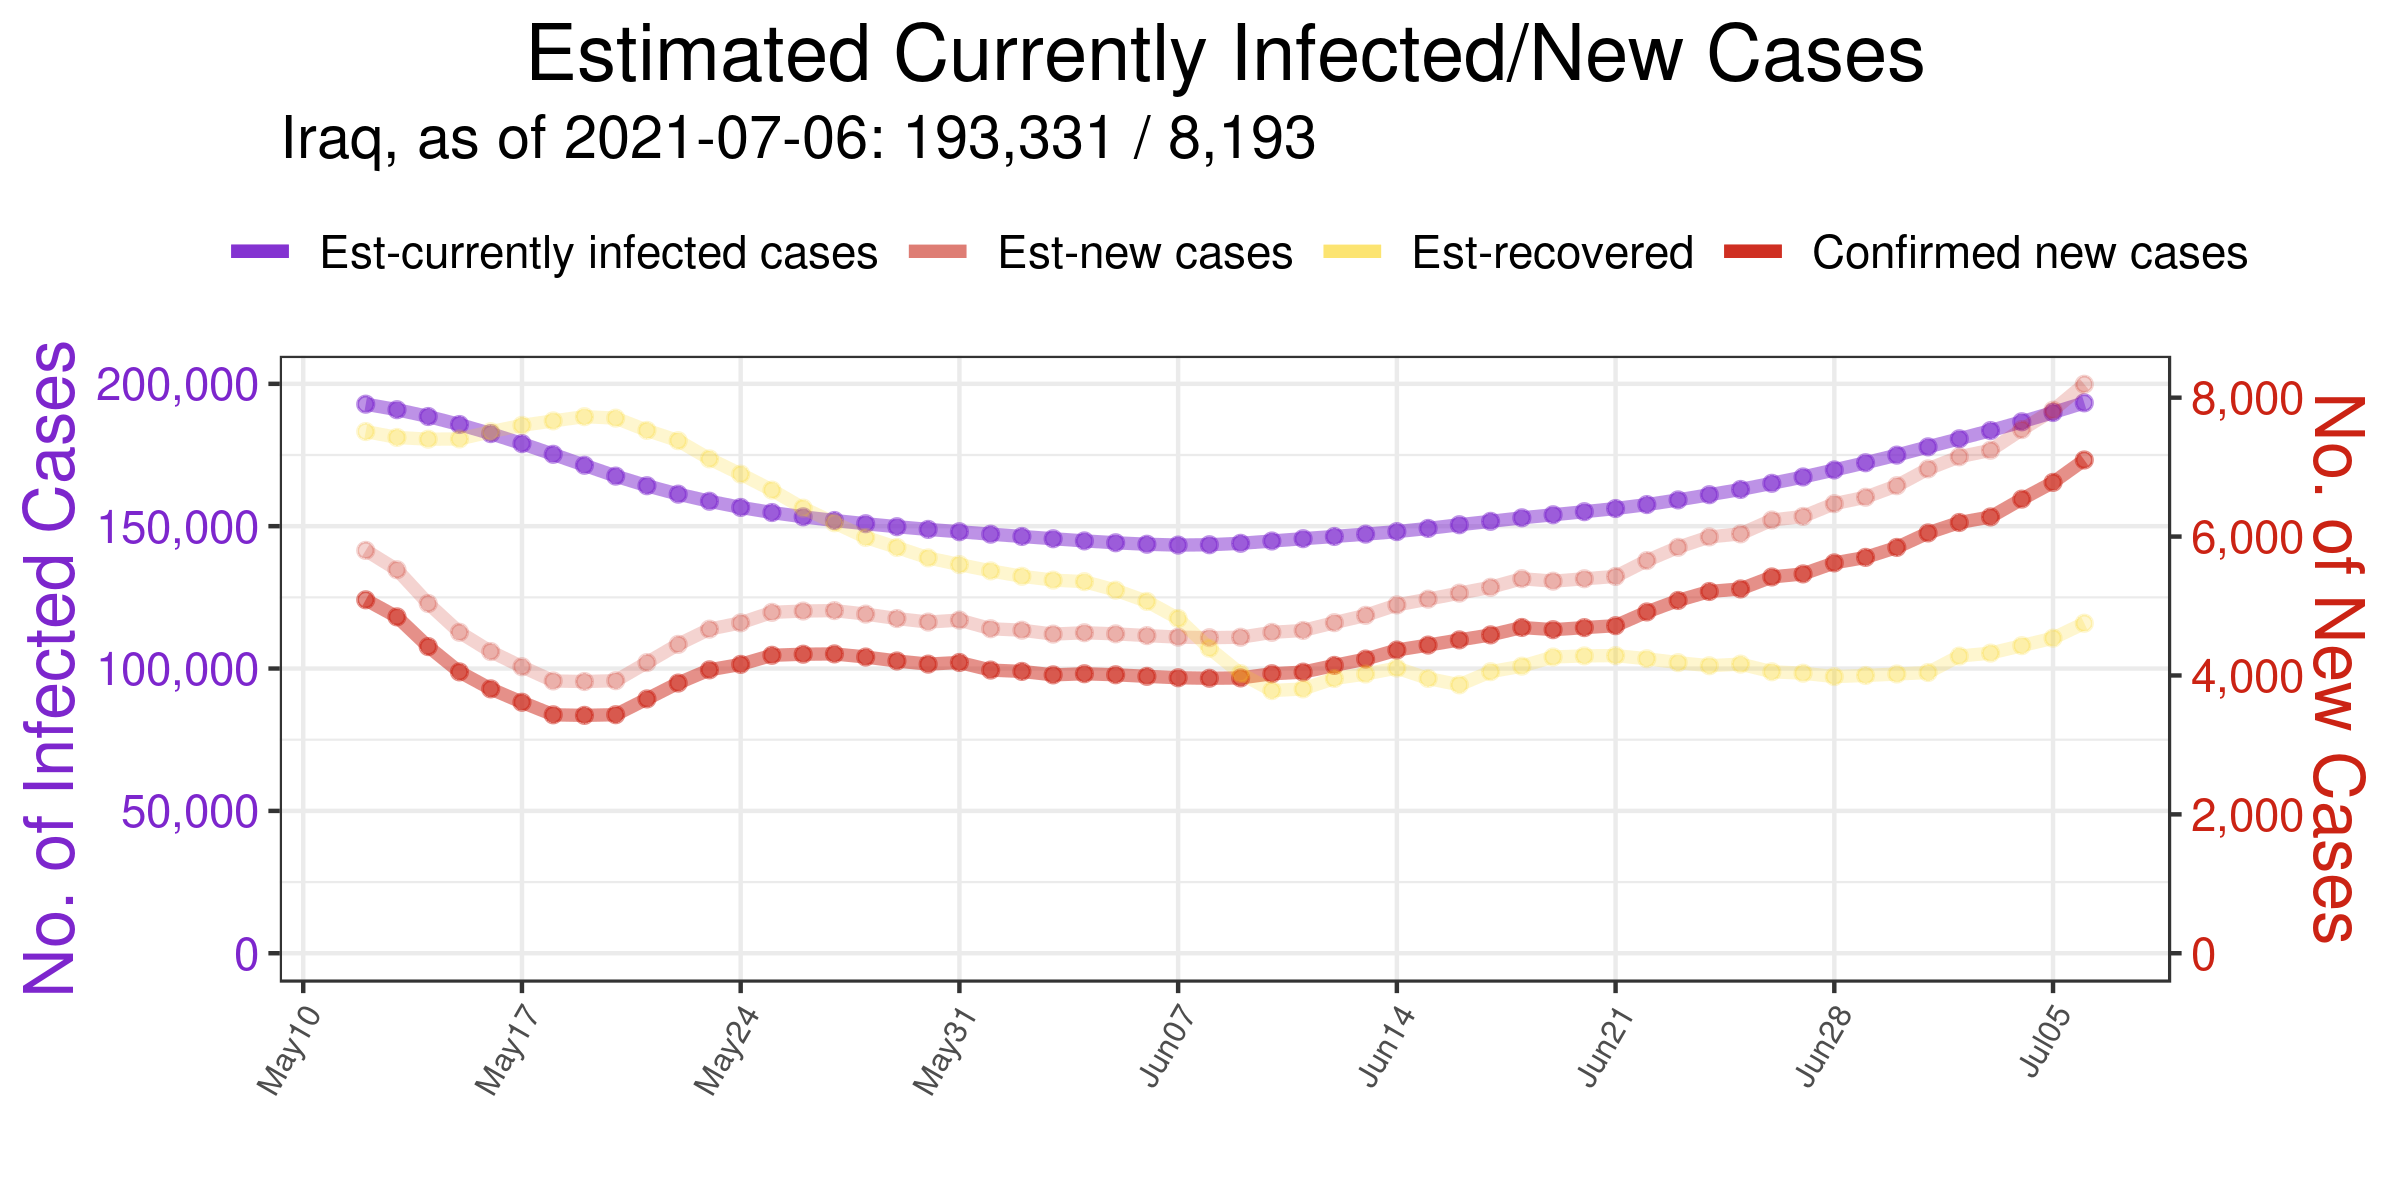 Estimated Currently Infected/New Cases
Iraq, as of 2021-07-06: 193,331 / 8,193
Est-currently infected cases Est-new cases Est-recovered Confirmed new cases
No. of Infected Cases
200,000
150,000
100,000
50,000
0
8,000
6,000
4,000
2,000
0
No. of New Cases
May10 May17 May24 May31 Jun07 Jun14 Jun21 Jun28 Jul05